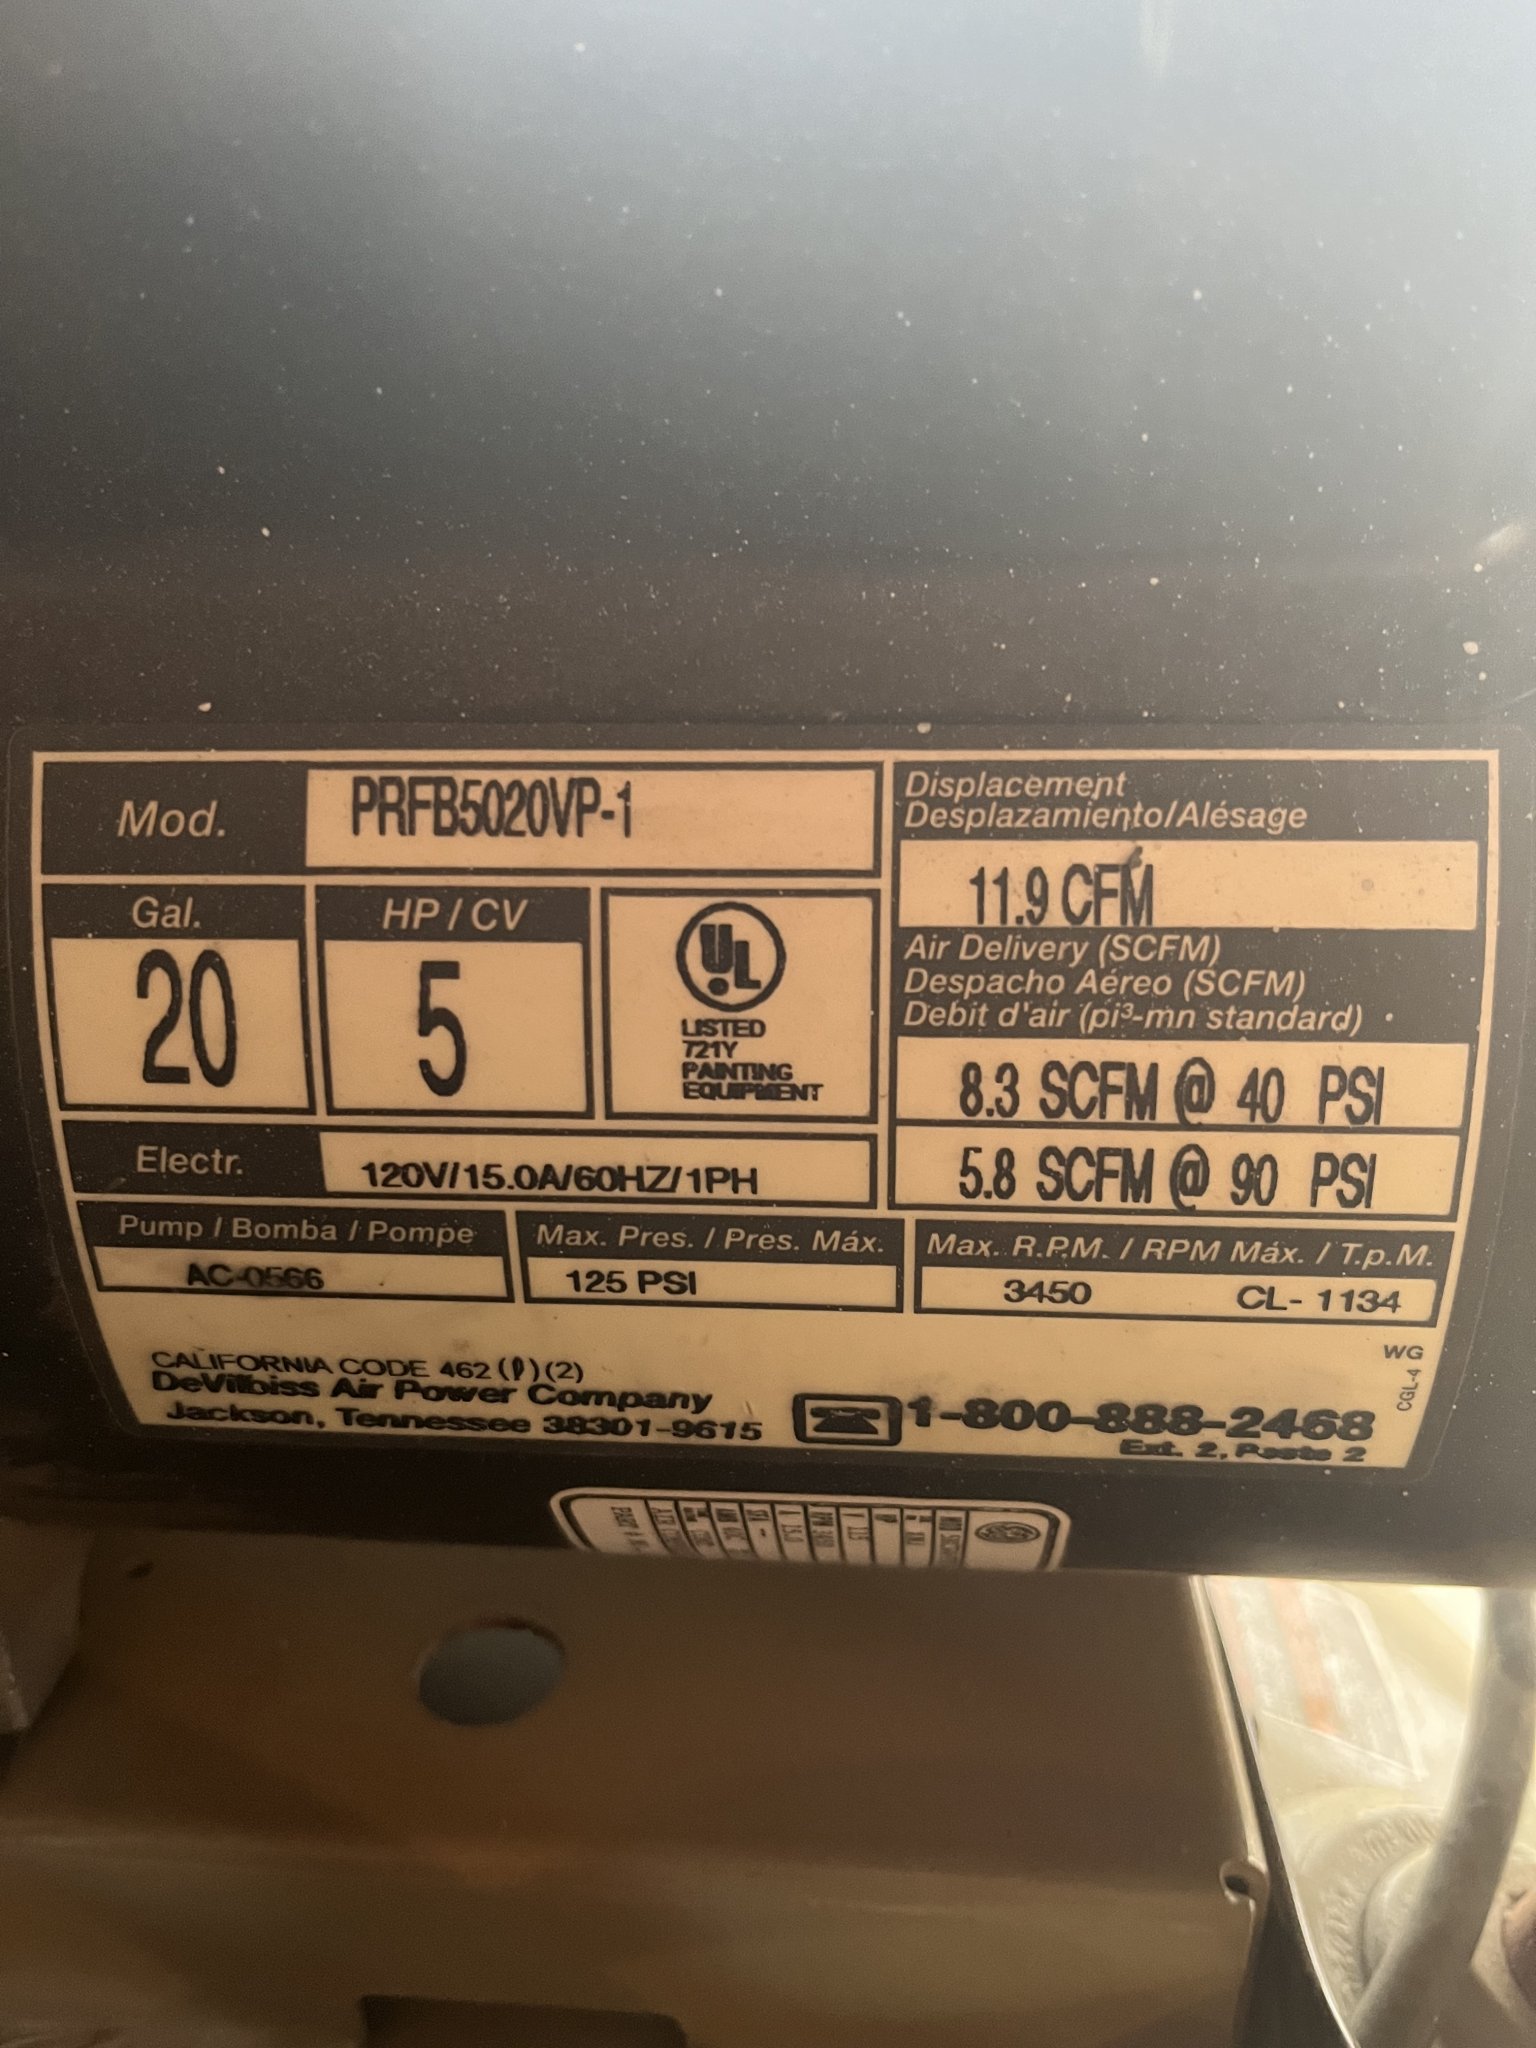 Mod.
PRFB5020VP-1
Gal.
20
HP / CV
5
UL
LISTED
721Y
PAINTING
EQUIPMENT
Electr.
120V/15.0A/60HZ/1PH
Displacement
Desplazamiento/Alésage
11.9 CFM
Air Delivery (SCFM)
Despacho Aéreo (SCFM)
Debit d'air (pi³-mn standard)
8.3 SCFM @ 40 PSI
5.8 SCFM @ 90 PSI
Pump / Bomba / Pompe
AC-0566
Max. Pres. / Pres. Máx.
125 PSI
Max. R.P.M. / RPM Máx. / T.p.M.
3450 CL- 1134
CALIFORNIA CODE 462 (l) (2)
DeVilbiss Air Power Company
Jackson, Tennessee 38301-9615
1-800-888-2468
Ext. 2, Paste 2
WG
CGL-4